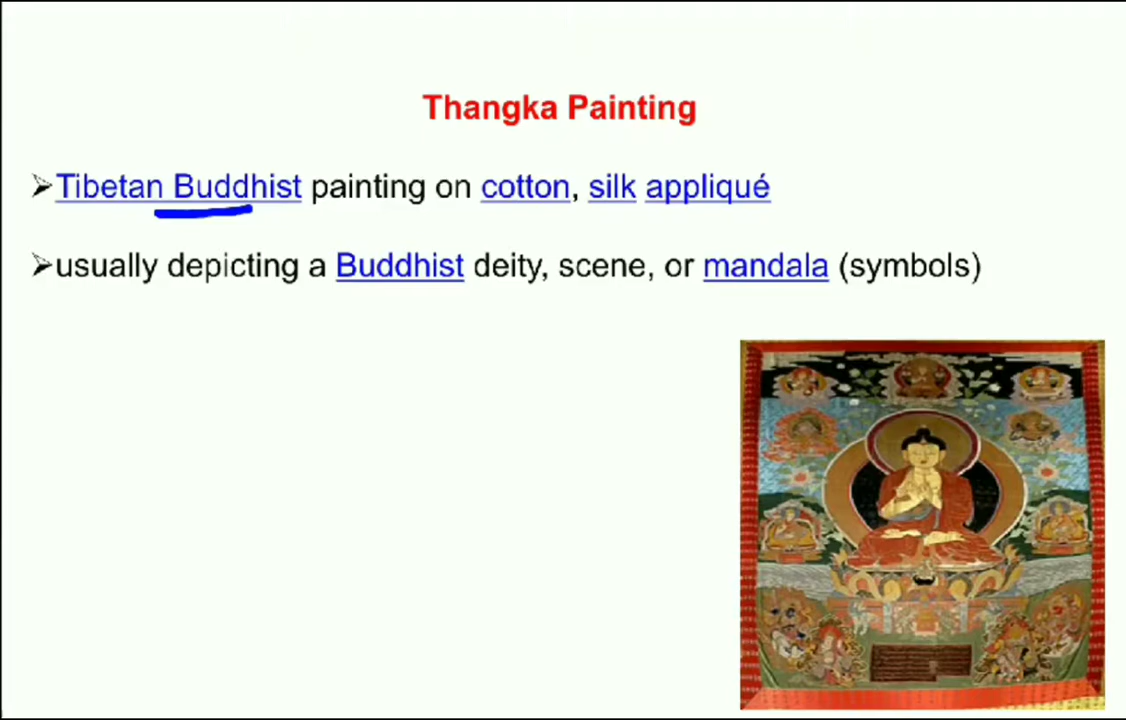 Thangka Painting
➢Tibetan Buddhist painting on cotton, silk appliqué
➢usually depicting a Buddhist deity, scene, or mandala (symbols)